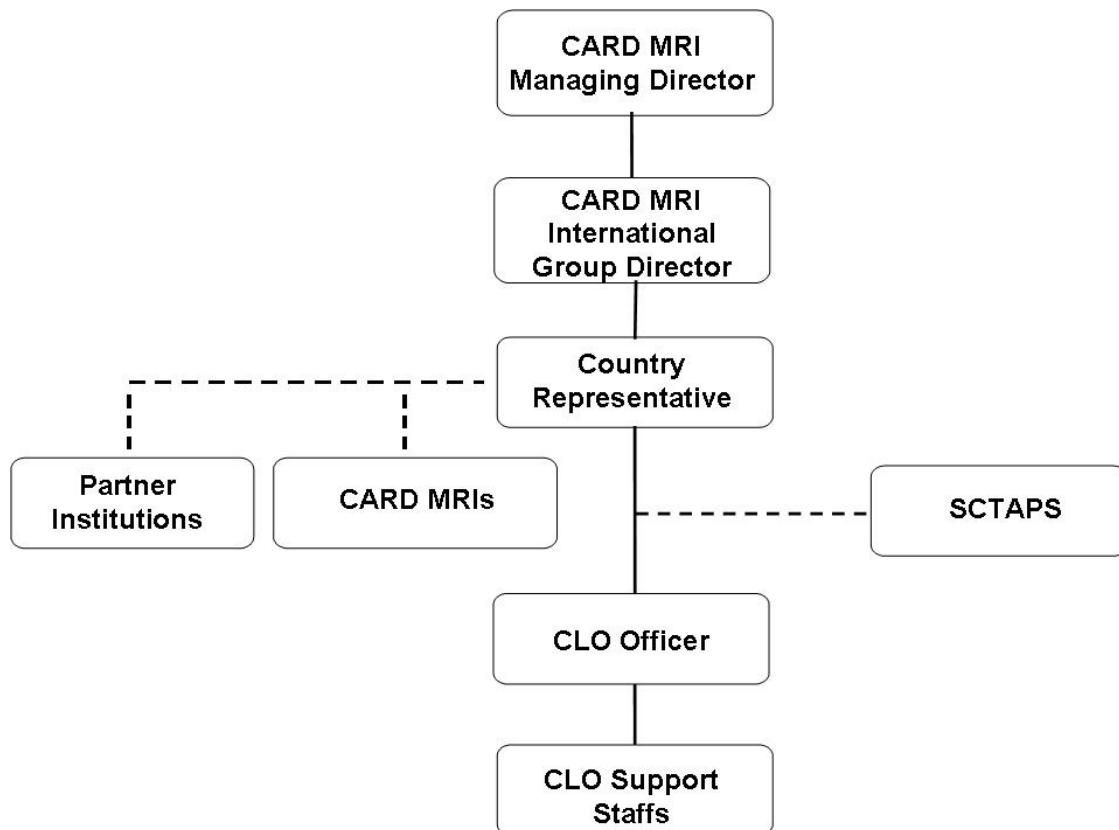 CARD MRI
Managing Director
CARD MRI
International
Group Director
Country
Representative
Partner
Institutions
CARD MRIs
SCTAPS
CLO Officer
CLO Support
Staffs